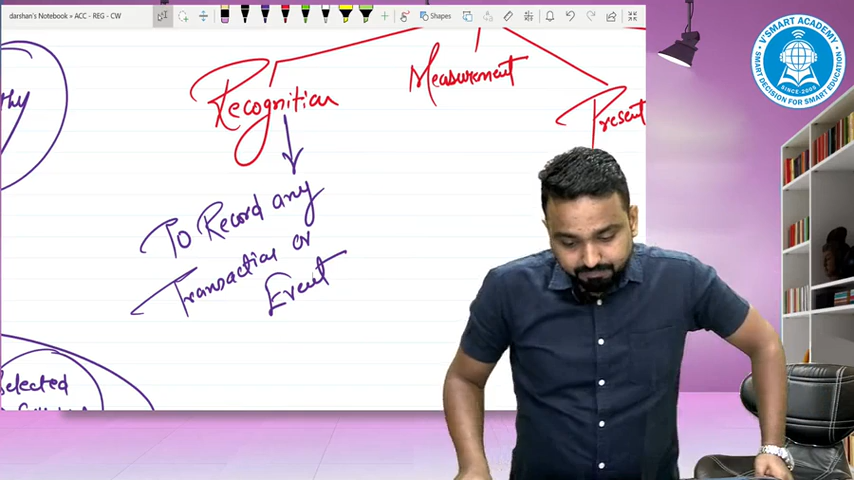 darshan's Notebook » ACC - REG - CW
Shapes
V'SMART ACADEMY
SMART DECISION FOR SMART EDUCATION
SINCE-2005
thy
Recognition
Measurement
Present
To Record any
Transaction or
Event
Selected